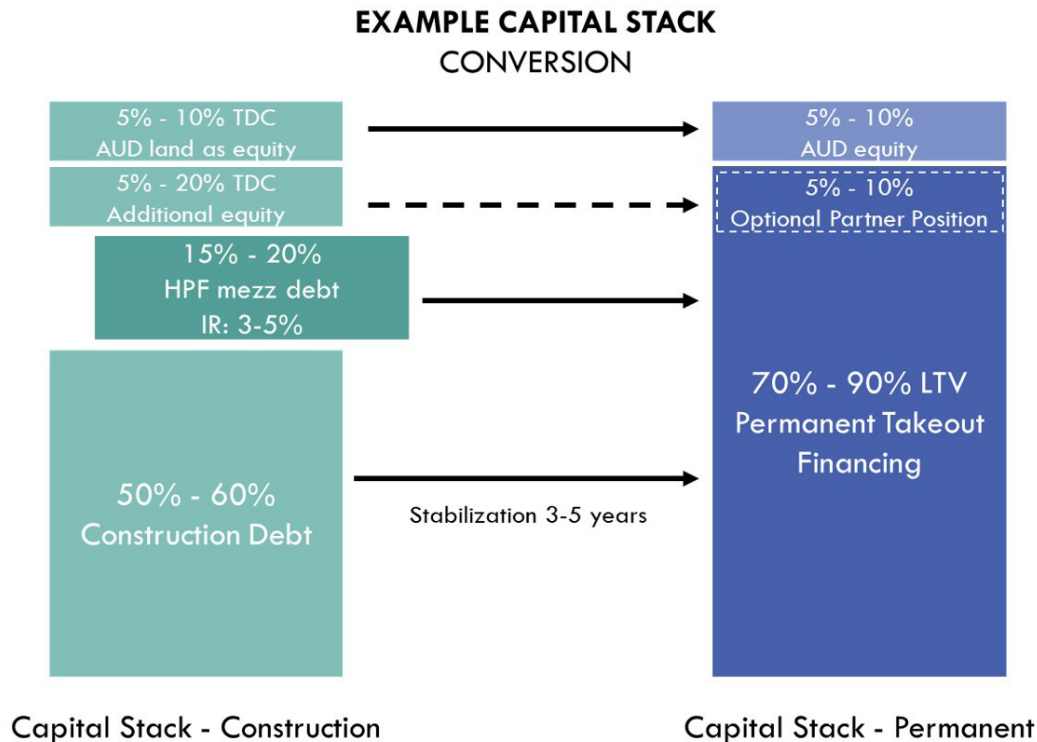 EXAMPLE CAPITAL STACK
CONVERSION
5% - 10% TDC
AUD land as equity
5% - 20% TDC
Additional equity
15% - 20%
HPF mezz debt
IR: 3-5%
50% - 60%
Construction Debt
Stabilization 3-5 years
5% - 10%
AUD equity
5% - 10%
Optional Partner Position
70% - 90% LTV
Permanent Takeout
Financing
Capital Stack - Construction
Capital Stack - Permanent